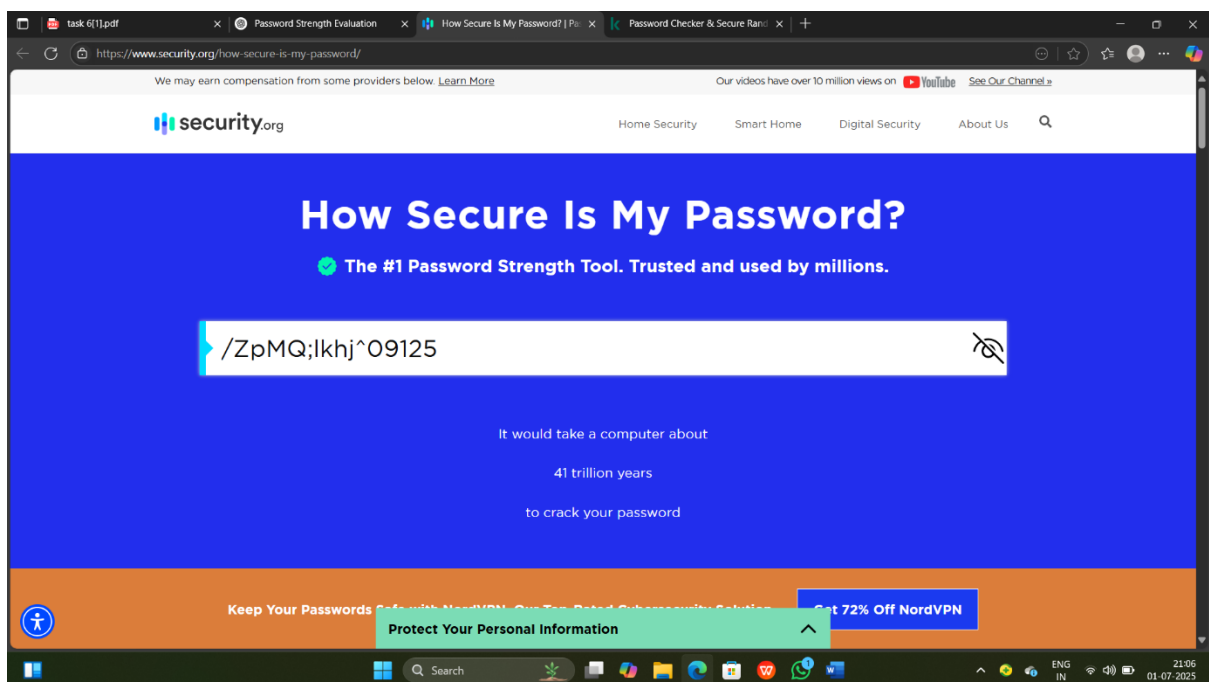 task 6[1].pdf
Password Strength Evaluation
How Secure Is My Password? | Pa
Password Checker & Secure Rand
https://www.security.org/how-secure-is-my-password/
We may earn compensation from some providers below. Learn More
Our videos have over 10 million views on YouTube See Our Channel »
security.org
Home Security
Smart Home
Digital Security
About Us
How Secure Is My Password?
The #1 Password Strength Tool. Trusted and used by millions.
/ZpMQ;lkhj^09125
It would take a computer about
41 trillion years
to crack your password
Keep Your Passwords Safe with NordVPN, Our Top-Rated Cybersecurity Solution
Get 72% Off NordVPN
Protect Your Personal Information
Search
ENG
IN
21:06
01-07-2025